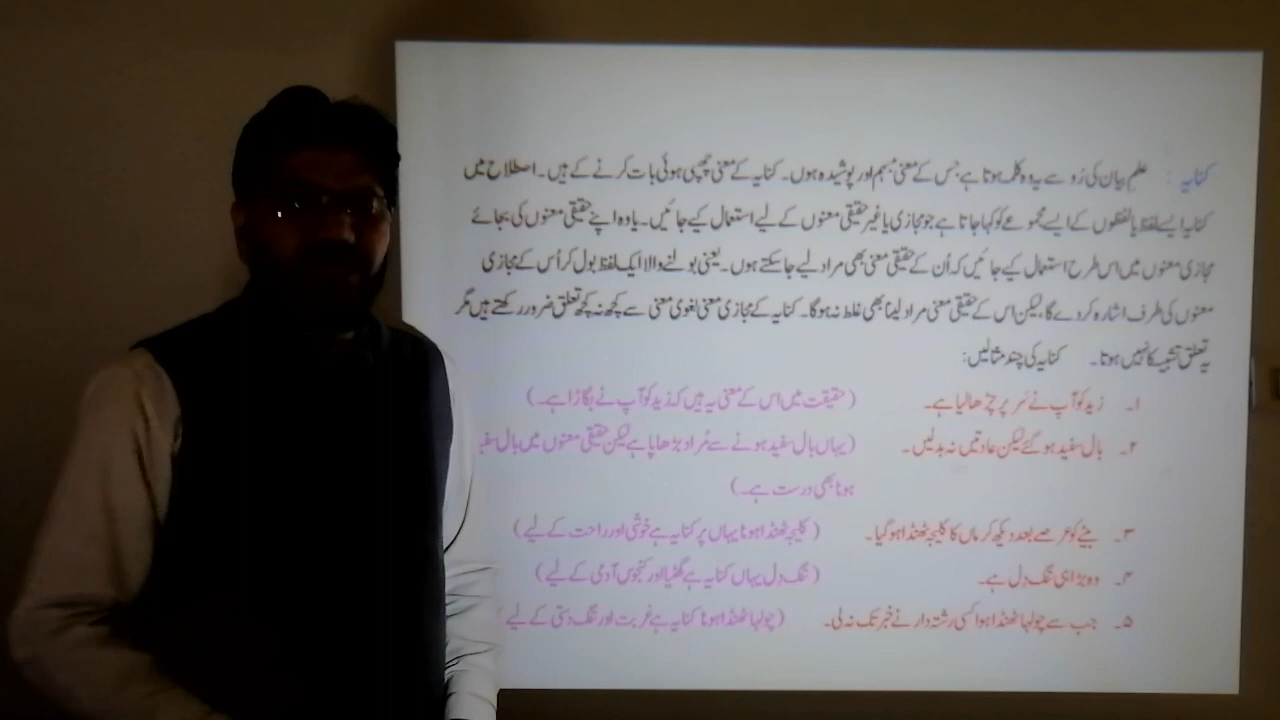 کنایہ : علمِ بیان کی رُو سے یہ وہ کلمہ ہوتا ہے جس کے معنی مبہم اور پوشیدہ ہوں۔ کنایہ کے معنی چھپی ہوئی بات کرنے کے ہیں۔ اصطلاح میں
کنایہ ایسے لفظ یا لفظوں کے ایسے مجموعے کو کہا جاتا ہے جو مجازی یا غیر حقیقی معنوں کے لیے استعمال کیے جائیں۔ یا وہ اپنے حقیقی معنوں کی بجائے
مجازی معنوں میں اس طرح استعمال کیے جائیں کہ اُن کے حقیقی معنی بھی مراد لیے جا سکتے ہوں۔ یعنی بولنے والا ایک لفظ بول کر اُس کے مجازی
معنوں کی طرف اشارہ کر دے گا، لیکن اس کے حقیقی معنی مراد لینا بھی غلط نہ ہوگا۔ کنایہ کے مجازی معنی لغوی معنی سے کچھ نہ کچھ تعلق ضرور رکھتے ہیں مگر
یہ تعلق تشبیہ کا نہیں ہوتا۔ کنایہ کی چند مثالیں:
۱۔ زید کو آپ نے سَر پر چڑھا لیا ہے۔ (حقیقت میں اس کے معنی یہ ہیں کہ زید کو آپ نے بگاڑا ہے۔)
۲۔ بال سفید ہو گئے لیکن عادتیں نہ بدلیں۔ (یہاں بال سفید ہونے سے مُراد بڑھاپا ہے لیکن حقیقی معنوں میں بال سفید
ہونا بھی درست ہے۔)
۳۔ بیٹے کو عرصے بعد دیکھ کر ماں کا کلیجہ ٹھنڈا ہو گیا۔ (کلیجہ ٹھنڈا ہونا یہاں پر کنایہ ہے خوشی اور راحت کے لیے)
۴۔ وہ بڑا ہی تنگ دِل ہے۔ (تنگ دِل یہاں کنایہ ہے گھٹیا اور کنجوس آدمی کے لیے)
۵۔ جب سے چولہا ٹھنڈا ہوا کسی رشتہ دار نے خبر تک نہ لی۔ (چولہا ٹھنڈا ہونا کنایہ ہے غربت اور تنگ دستی کے لیے